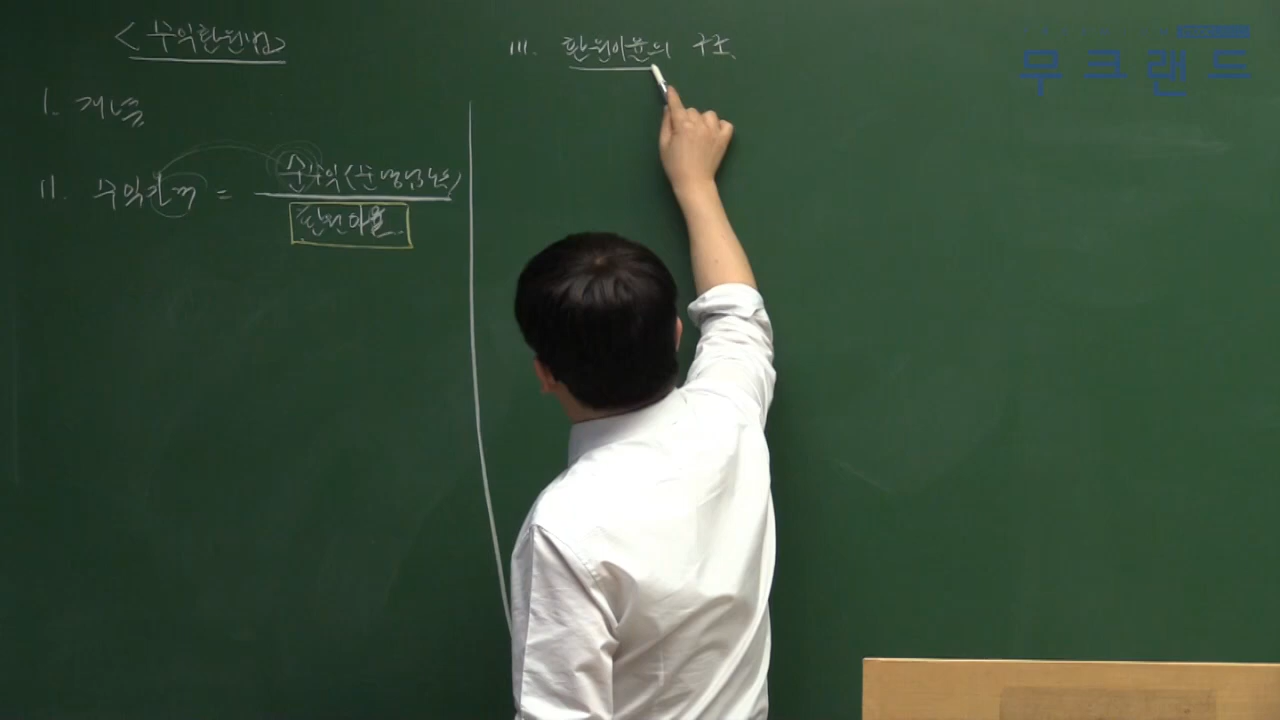 <수익환원법>
I. 개념
II. 수익가액 = 순수익(순영업소득)
환원이율
III. 환원이율의 구조
무크랜드